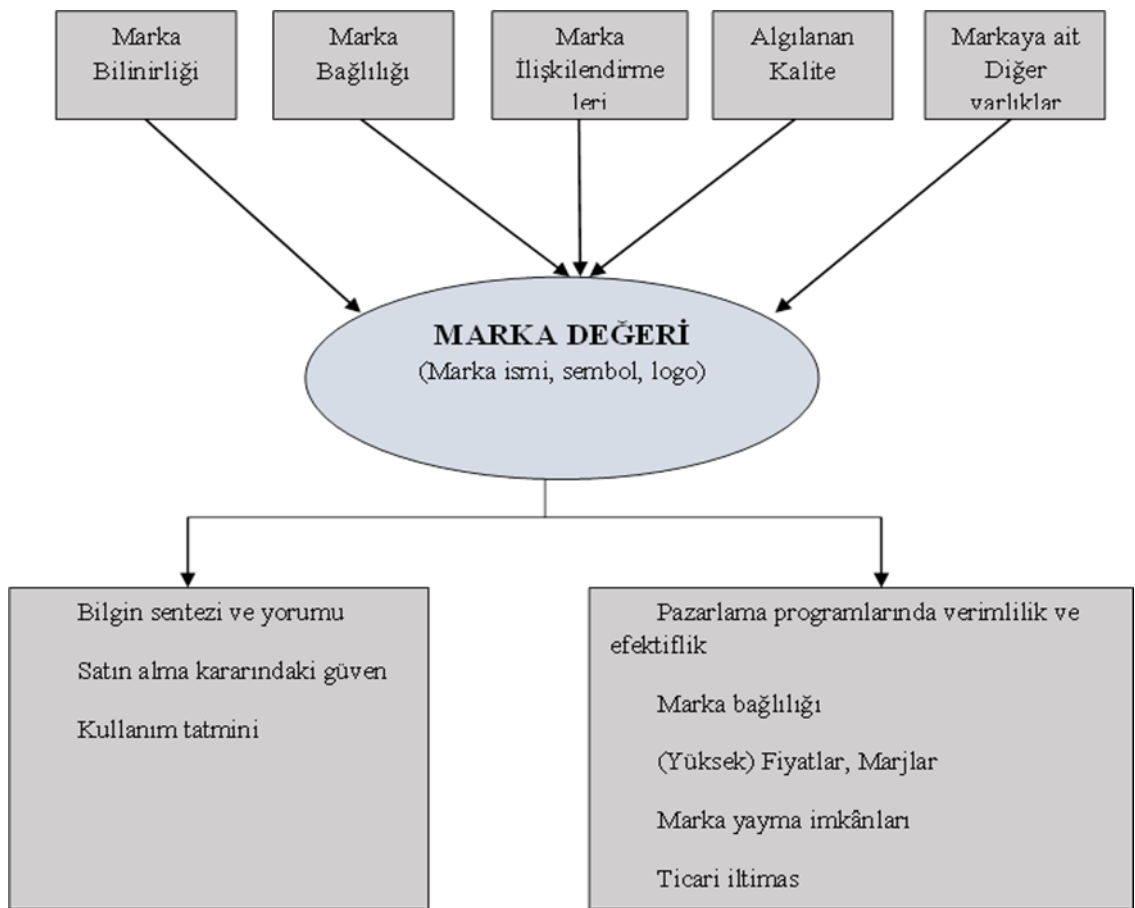 Marka
Bilinirliği
Marka
Bağlılığı
Marka
İlişkilendirme
leri
Algılanan
Kalite
Markaya ait
Diğer
varlıklar
MARKA DEĞERİ
(Marka ismi, sembol, logo)
Bilgin sentezi ve yorumu
Satın alma kararındaki güven
Kullanım tatmini
Pazarlama programlarında verimlilik ve
efektiflik
Marka bağlılığı
(Yüksek) Fiyatlar, Marjlar
Marka yayma imkânları
Ticari iltimas